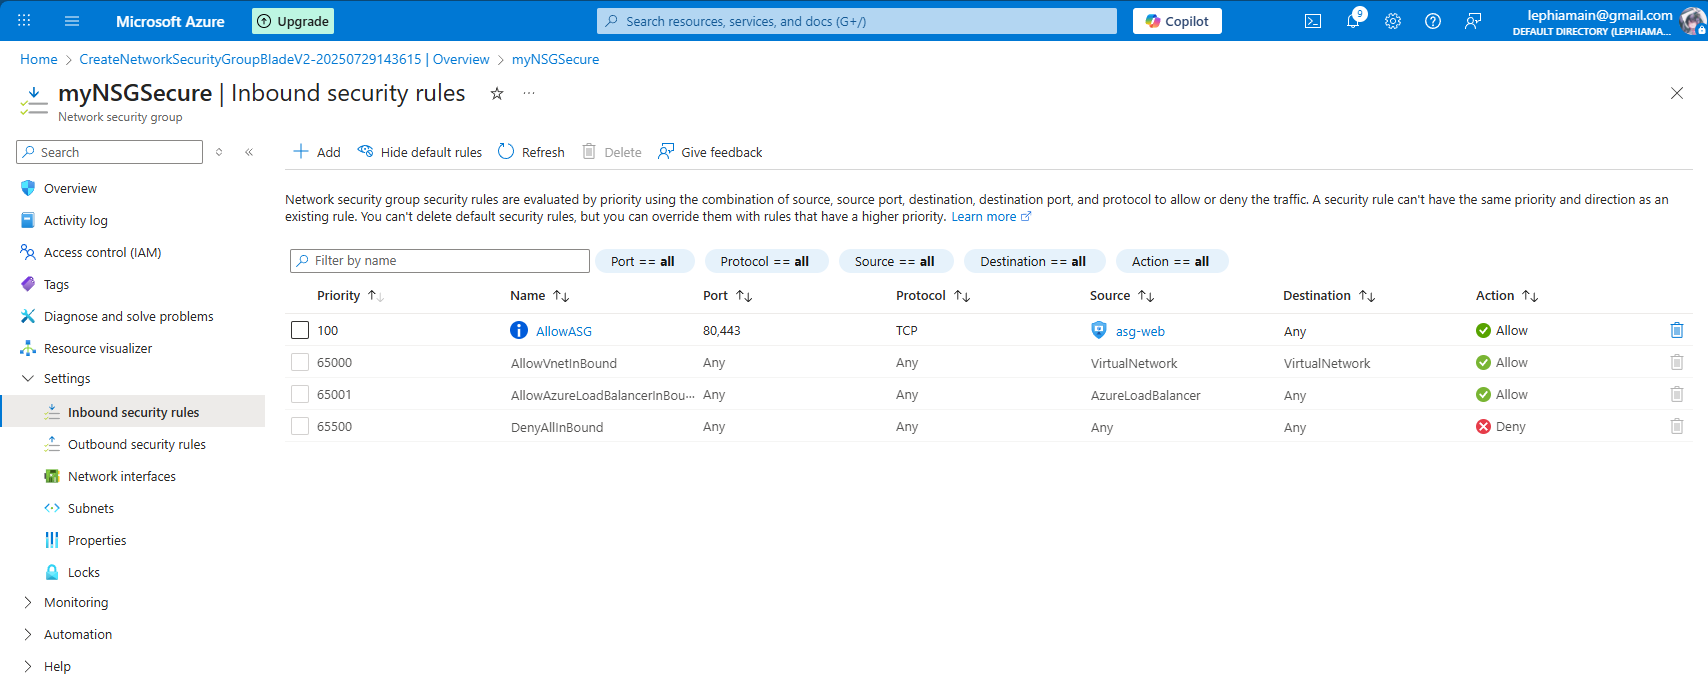 Microsoft Azure
Upgrade
Search resources, services, and docs (G+/)
Copilot
9
lephiamain@gmail.com
DEFAULT DIRECTORY (LEPHIAMA...
Home > CreateNetworkSecurityGroupBladeV2-20250729143615 | Overview > myNSGSecure
myNSGSecure | Inbound security rules
Network security group
Search
Add
Hide default rules
Refresh
Delete
Give feedback
Overview
Activity log
Access control (IAM)
Tags
Diagnose and solve problems
Resource visualizer
Settings
Inbound security rules
Outbound security rules
Network interfaces
Subnets
Properties
Locks
Monitoring
Automation
Help
Network security group security rules are evaluated by priority using the combination of source, source port, destination, destination port, and protocol to allow or deny the traffic. A security rule can't have the same priority and direction as an
existing rule. You can't delete default security rules, but you can override them with rules that have a higher priority. Learn more
Filter by name
Port == all
Protocol == all
Source == all
Destination == all
Action == all
Priority Name Port Protocol Source Destination Action
100 AllowASG 80,443 TCP asg-web Any Allow
65000 AllowVnetInBound Any Any VirtualNetwork VirtualNetwork Allow
65001 AllowAzureLoadBalancerInBou... Any Any AzureLoadBalancer Any Allow
65500 DenyAllInBound Any Any Any Any Deny